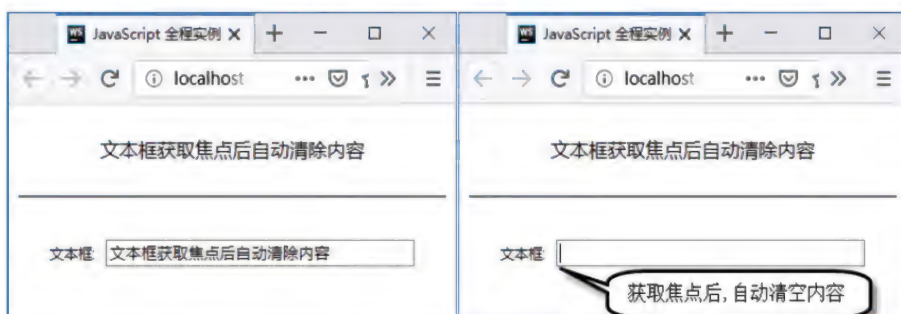 JavaScript 全程实例
localhost
文本框获取焦点后自动清除内容
文本框: 文本框获取焦点后自动清除内容
JavaScript 全程实例
localhost
文本框获取焦点后自动清除内容
文本框:
获取焦点后, 自动清空内容